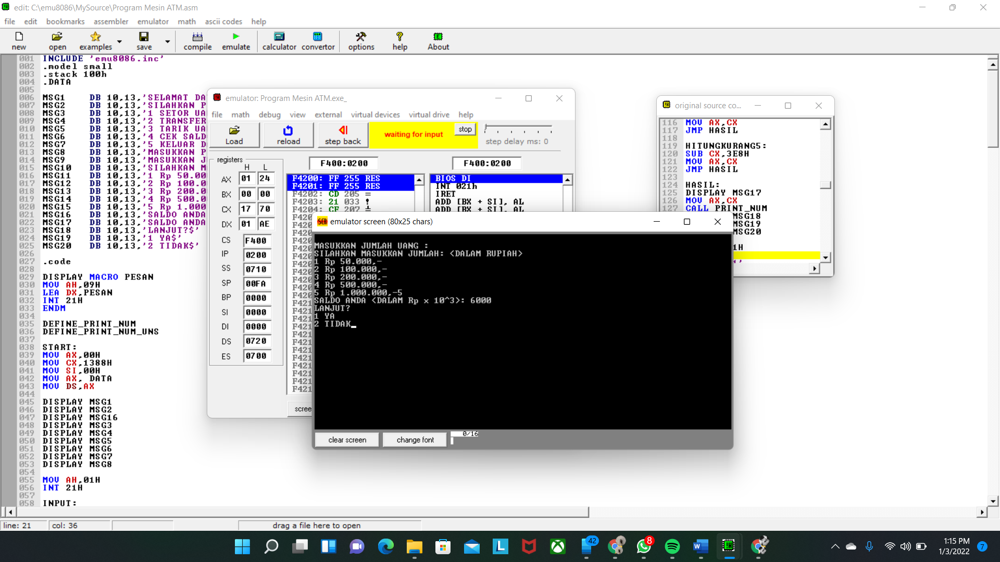 edit: C:\emu8086\MySource\Program Mesin ATM.asm
file edit bookmarks assembler emulator math ascii codes help
new open examples save compile emulate calculator convertor options help About
001 INCLUDE 'emu8086.inc'
002 .model small
003 .stack 100h
004 .DATA
005
006 MSG1 DB 10,13,'SELAMAT DA
007 MSG2 DB 10,13,'SILAHKAN P
008 MSG3 DB 10,13,'1 SETOR UA
009 MSG4 DB 10,13,'2 TRANSFER
010 MSG5 DB 10,13,'3 TARIK UA
011 MSG6 DB 10,13,'4 CEK SALD
012 MSG7 DB 10,13,'5 KELUAR D
013 MSG8 DB 10,13,'MASUKKAN P
014 MSG9 DB 10,13,'MASUKKAN J
015 MSG10 DB 10,13,'SILAHKAN M
016 MSG11 DB 10,13,'1 Rp 50.00
017 MSG12 DB 10,13,'2 Rp 100.0
018 MSG13 DB 10,13,'3 Rp 200.0
019 MSG14 DB 10,13,'4 Rp 500.0
020 MSG15 DB 10,13,'5 Rp 1.000
021 MSG16 DB 10,13,'SALDO ANDA
022 MSG17 DB 10,13,'SALDO ANDA
023 MSG18 DB 10,13,'LANJUT?$'
024 MSG19 DB 10,13,'1 YA$'
025 MSG20 DB 10,13,'2 TIDAK$'
026
027 .code
028
029 DISPLAY MACRO PESAN
030 MOV AH,09H
031 LEA DX,PESAN
032 INT 21H
033 ENDM
034
035 DEFINE_PRINT_NUM
036 DEFINE_PRINT_NUM_UNS
037
038 START:
039 MOV AX,00H
040 MOV CX,1388H
041 MOV SI,00H
042 MOV AX, DATA
043 MOV DS,AX
044
045 DISPLAY MSG1
046 DISPLAY MSG2
047 DISPLAY MSG16
048 DISPLAY MSG3
049 DISPLAY MSG4
050 DISPLAY MSG5
051 DISPLAY MSG6
052 DISPLAY MSG7
053 DISPLAY MSG8
054
055 MOV AH,01H
056 INT 21H
057
058 INPUT:
line: 21 col: 36 drag a file here to open
emulator: Program Mesin ATM.exe_
file math debug view external virtual devices virtual drive help
Load reload step back waiting for input stop step delay ms: 0
registers F400:0200 F400:0200
H L
AX 01 24
BX 00 00
CX 17 70
DX 01 AE
CS F400
IP 0200
SS 0710
SP 00FA
BP 0000
SI 0000
DI 0000
DS 0720
ES 0700
F4200: FF 255 RES
F4201: FF 255 RES
F4202: CD 205 =
F4203: 21 033 !
F4204: CF 207 ╧
F420
F420
F420
F420
F420
F420
F420
F420
F420
F420
F420
F421
F421
F421
F421
F421
F421
F421
F421
F421
F421
F421
F421
scree
BIOS DI
INT 021h
IRET
ADD [BX + SI], AL
ADD [BX + SI], AL
original source co...
116 MOV AX,CX
117 JMP HASIL
118
119 HITUNGKURANG5:
120 SUB CX,3E8H
121 MOV AX,CX
122 JMP HASIL
123
124 HASIL:
125 DISPLAY MSG17
126 MOV AX,CX
127 CALL PRINT_NUM
MSG18
MSG19
MSG20
1H
emulator screen (80x25 chars)
MASUKKAN JUMLAH UANG :
SILAHKAN MASUKKAN JUMLAH: <DALAM RUPIAH>
1 Rp 50.000,-
2 Rp 100.000,-
3 Rp 200.000,-
4 Rp 500.000,-
5 Rp 1.000.000,-5
SALDO ANDA <DALAM Rp x 10^3>: 6000
LANJUT?
1 YA
2 TIDAK_
clear screen change font 0/16
42 8
1:15 PM
1/3/2022 7